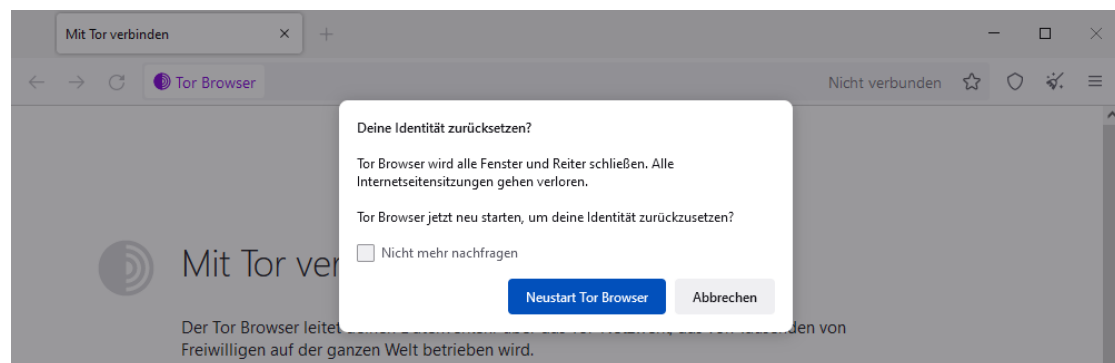 Mit Tor verbinden
Tor Browser
Nicht verbunden
Deine Identität zurücksetzen?
Tor Browser wird alle Fenster und Reiter schließen. Alle
Internetseitensitzungen gehen verloren.
Tor Browser jetzt neu starten, um deine Identität zurückzusetzen?
Nicht mehr nachfragen
Neustart Tor Browser
Abbrechen
Mit Tor ver
Der Tor Browser leitet von
Freiwilligen auf der ganzen Welt betrieben wird.